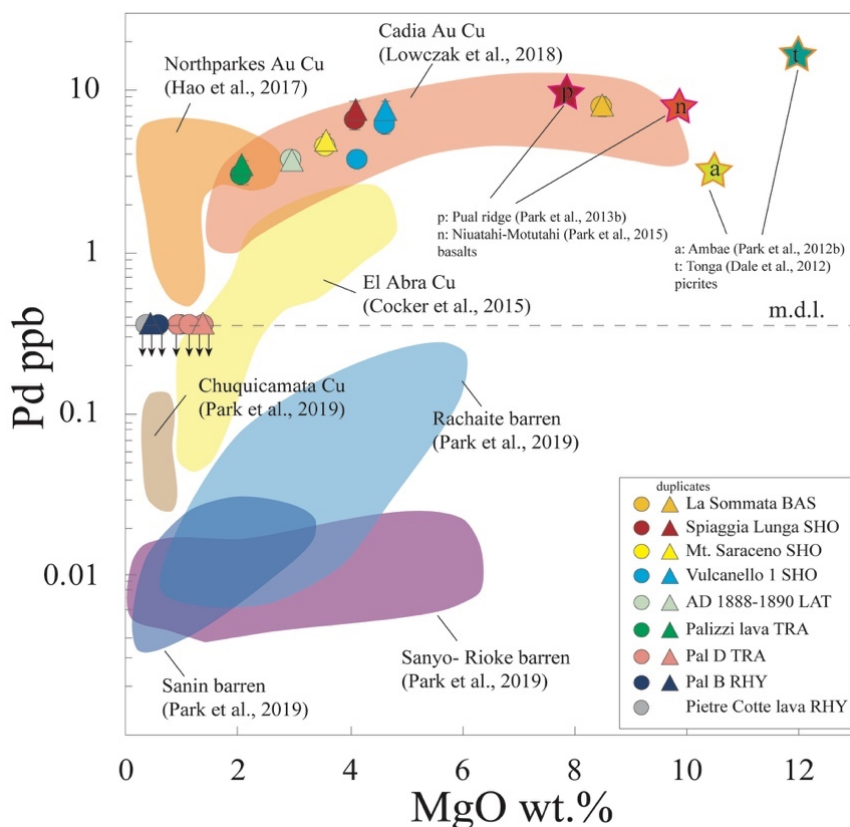 Cadia Au Cu
(Lowczak et al., 2018)
Northparkes Au Cu
(Hao et al., 2017)
10
1
0.1
0.01
Pd ppb
p
n
t
a
p: Pual ridge (Park et al., 2013b)
n: Niuatahi-Motutahi (Park et al., 2015)
basalts
a: Ambae (Park et al., 2012b)
t: Tonga (Dale et al., 2012)
picrites
El Abra Cu
(Cocker et al., 2015)
m.d.l.
Chuquicamata Cu
(Park et al., 2019)
Rachaite barren
(Park et al., 2019)
Sanin barren
(Park et al., 2019)
Sanyo- Rioke barren
(Park et al., 2019)
duplicates
La Sommata BAS
Spiaggia Lunga SHO
Mt. Saraceno SHO
Vulcanello 1 SHO
AD 1888-1890 LAT
Palizzi lava TRA
Pal D TRA
Pal B RHY
Pietre Cotte lava RHY
0 2 4 6 8 10 12
MgO wt.%